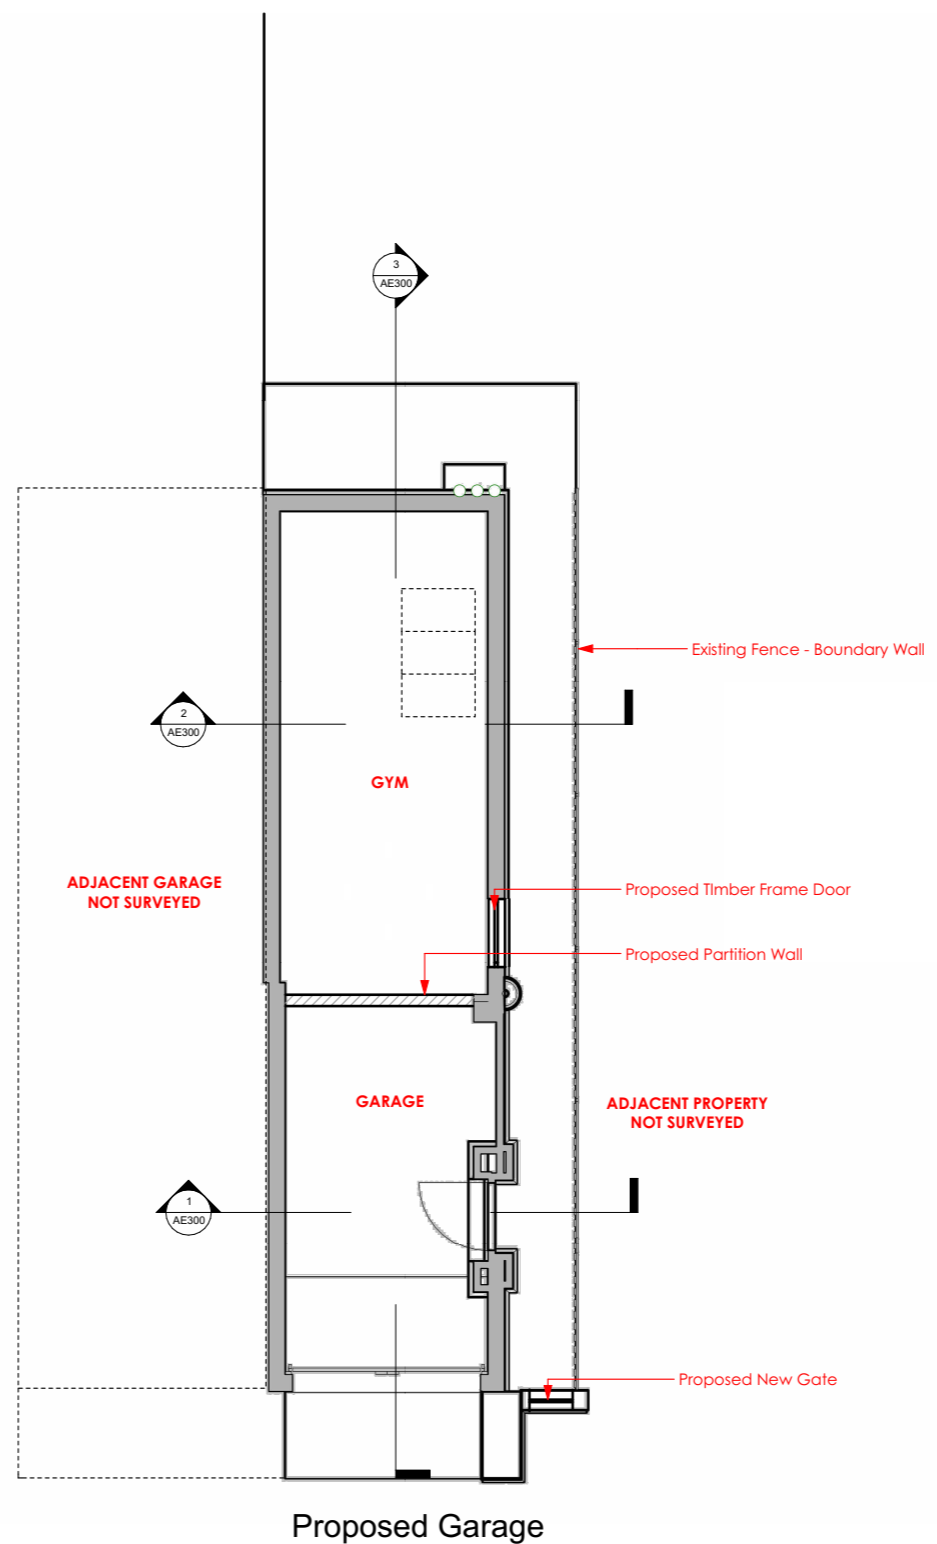 3
AE300
Existing Fence - Boundary Wall
2
AE300
GYM
ADJACENT GARAGE
NOT SURVEYED
Proposed TImber Frame Door
Proposed Partition Wall
GARAGE
ADJACENT PROPERTY
NOT SURVEYED
1
AE300
Proposed New Gate
Proposed Garage